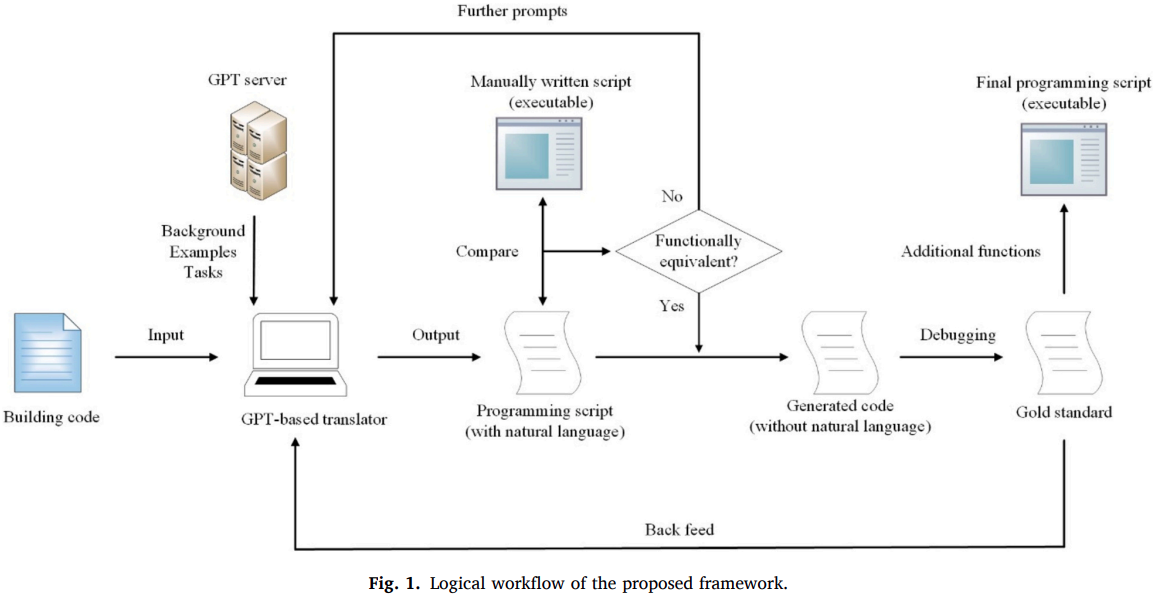 Further prompts
GPT server
Manually written script
(executable)
Final programming script
(executable)
No
Background
Examples
Tasks
Compare
Functionally
equivalent?
Additional functions
Yes
Input
Output
Debugging
Building code
GPT-based translator
Programming script
(with natural language)
Generated code
(without natural language)
Gold standard
Back feed
Fig. 1. Logical workflow of the proposed framework.